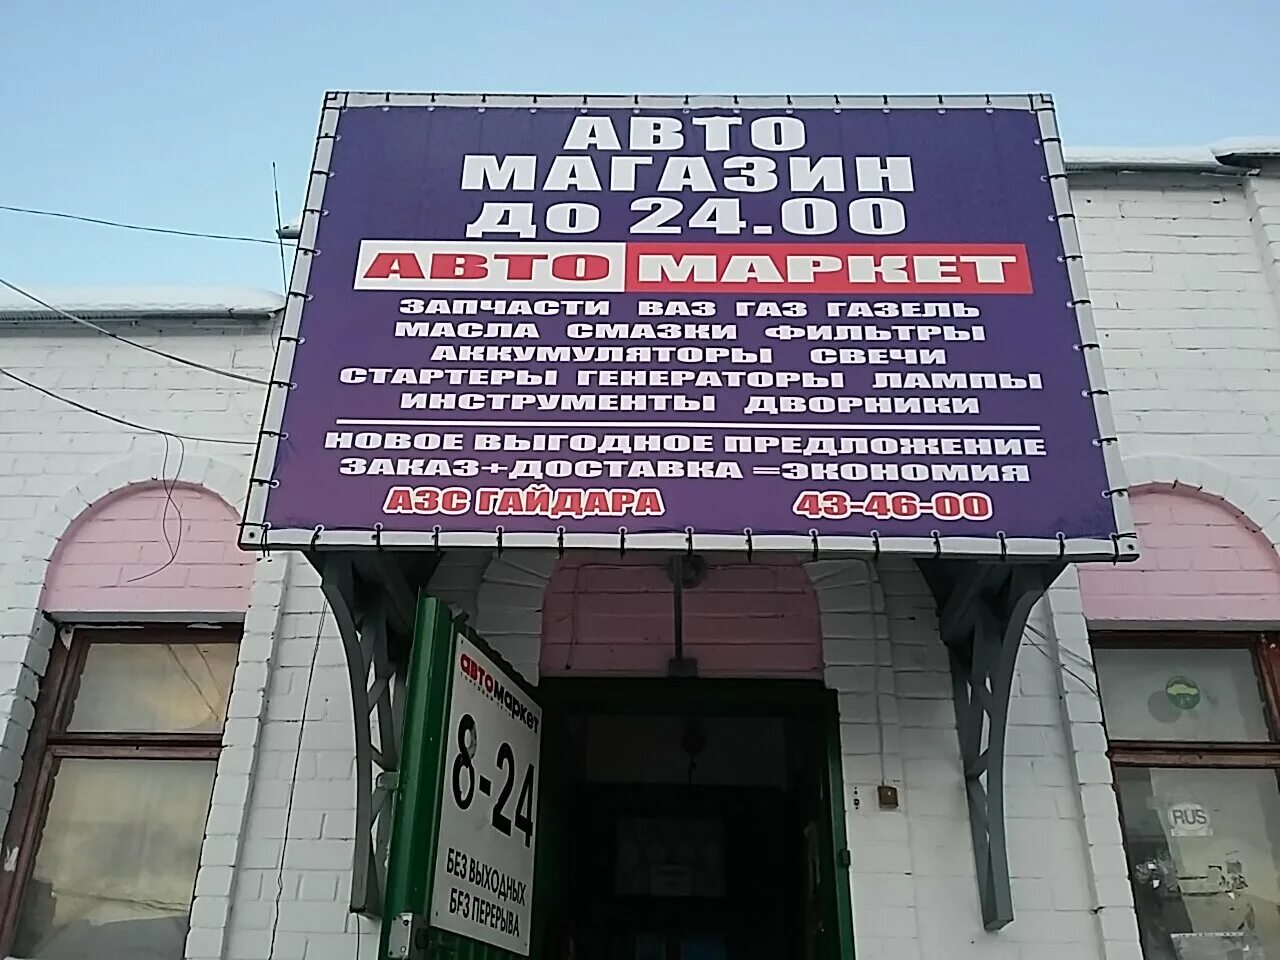 АВТО
МАГАЗИН
ДО 24.00
АВТО МАРКЕТ
ЗАПЧАСТИ ВАЗ ГАЗ ГАЗЕЛЬ
МАСЛА СМАЗКИ ФИЛЬТРЫ
АККУМУЛЯТОРЫ СВЕЧИ
СТАРТЕРЫ ГЕНЕРАТОРЫ ЛАМПЫ
ИНСТРУМЕНТЫ ДВОРНИКИ
НОВОЕ ВЫГОДНОЕ ПРЕДЛОЖЕНИЕ
ЗАКАЗ+ДОСТАВКА =ЭКОНОМИЯ
АЗС ГАЙДАРА 43-46-00
автомаркет
8-24
БЕЗ ВЫХОДНЫХ
БЕЗ ПЕРЕРЫВА
RUS